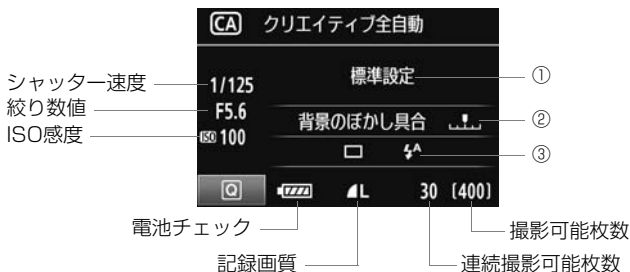 CA クリエイティブ全自動
シャッター速度
1/125
標準設定
①
絞り数値
F5.6
ISO感度
ISO 100
背景のぼかし具合
②
⚡A
③
Q
L
30 [400]
電池チェック
撮影可能枚数
記録画質
連続撮影可能枚数